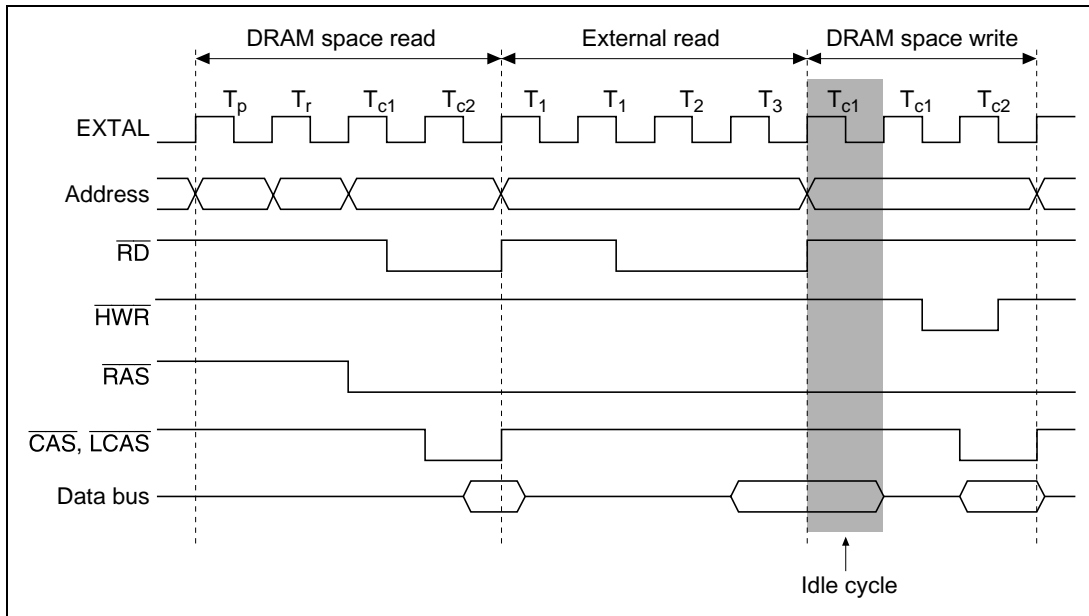 DRAM space read External read DRAM space write
Tp Tr Tc1 Tc2 T1 T1 T2 T3 Tc1 Tc1 Tc2
EXTAL
Address
RD
HWR
RAS
CAS, LCAS
Data bus
Idle cycle